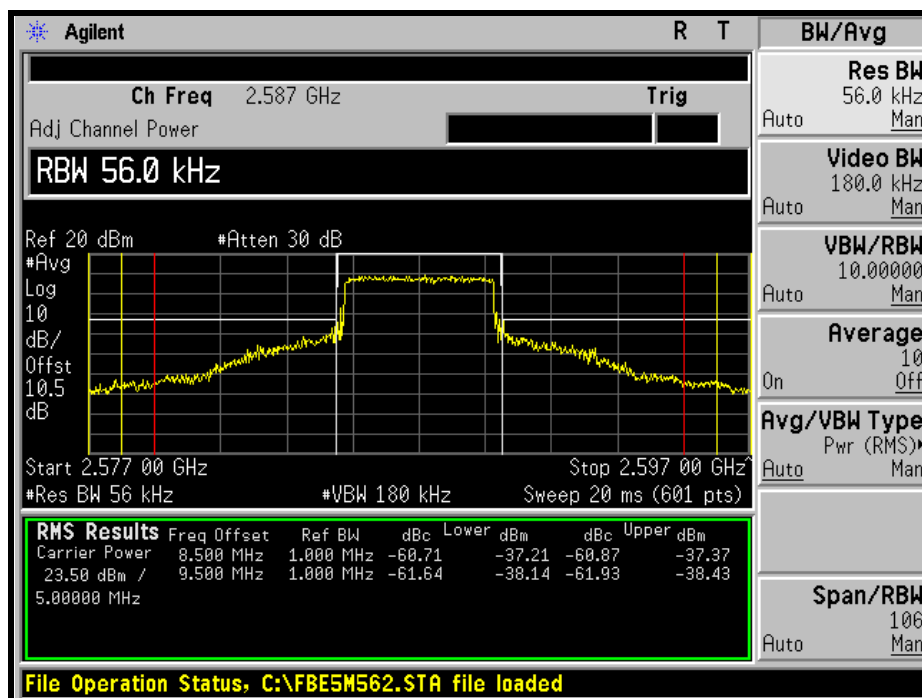 Agilent R T BW/Avg
Ch Freq 2.587 GHz Trig
Adj Channel Power
RBW 56.0 kHz
Res BW
56.0 kHz
Auto Man
Video BW
180.0 kHz
Auto Man
VBW/RBW
10.00000
Auto Man
Average
10
On Off
Avg/VBW Type
Pwr (RMS)
Auto Man
Span/RBW
106
Auto Man
Ref 20 dBm #Atten 30 dB
#Avg
Log
10
dB/
Offst
10.5
dB
Start 2.577 00 GHz Stop 2.597 00 GHz^
#Res BW 56 kHz #VBW 180 kHz Sweep 20 ms (601 pts)
RMS Results Freq Offset Ref BW dBc Lower dBm dBc Upper dBm
Carrier Power 8.500 MHz 1.000 MHz -60.71 -37.21 -60.87 -37.37
23.50 dBm / 9.500 MHz 1.000 MHz -61.64 -38.14 -61.93 -38.43
5.00000 MHz
File Operation Status, C:\FBE5M562.STA file loaded